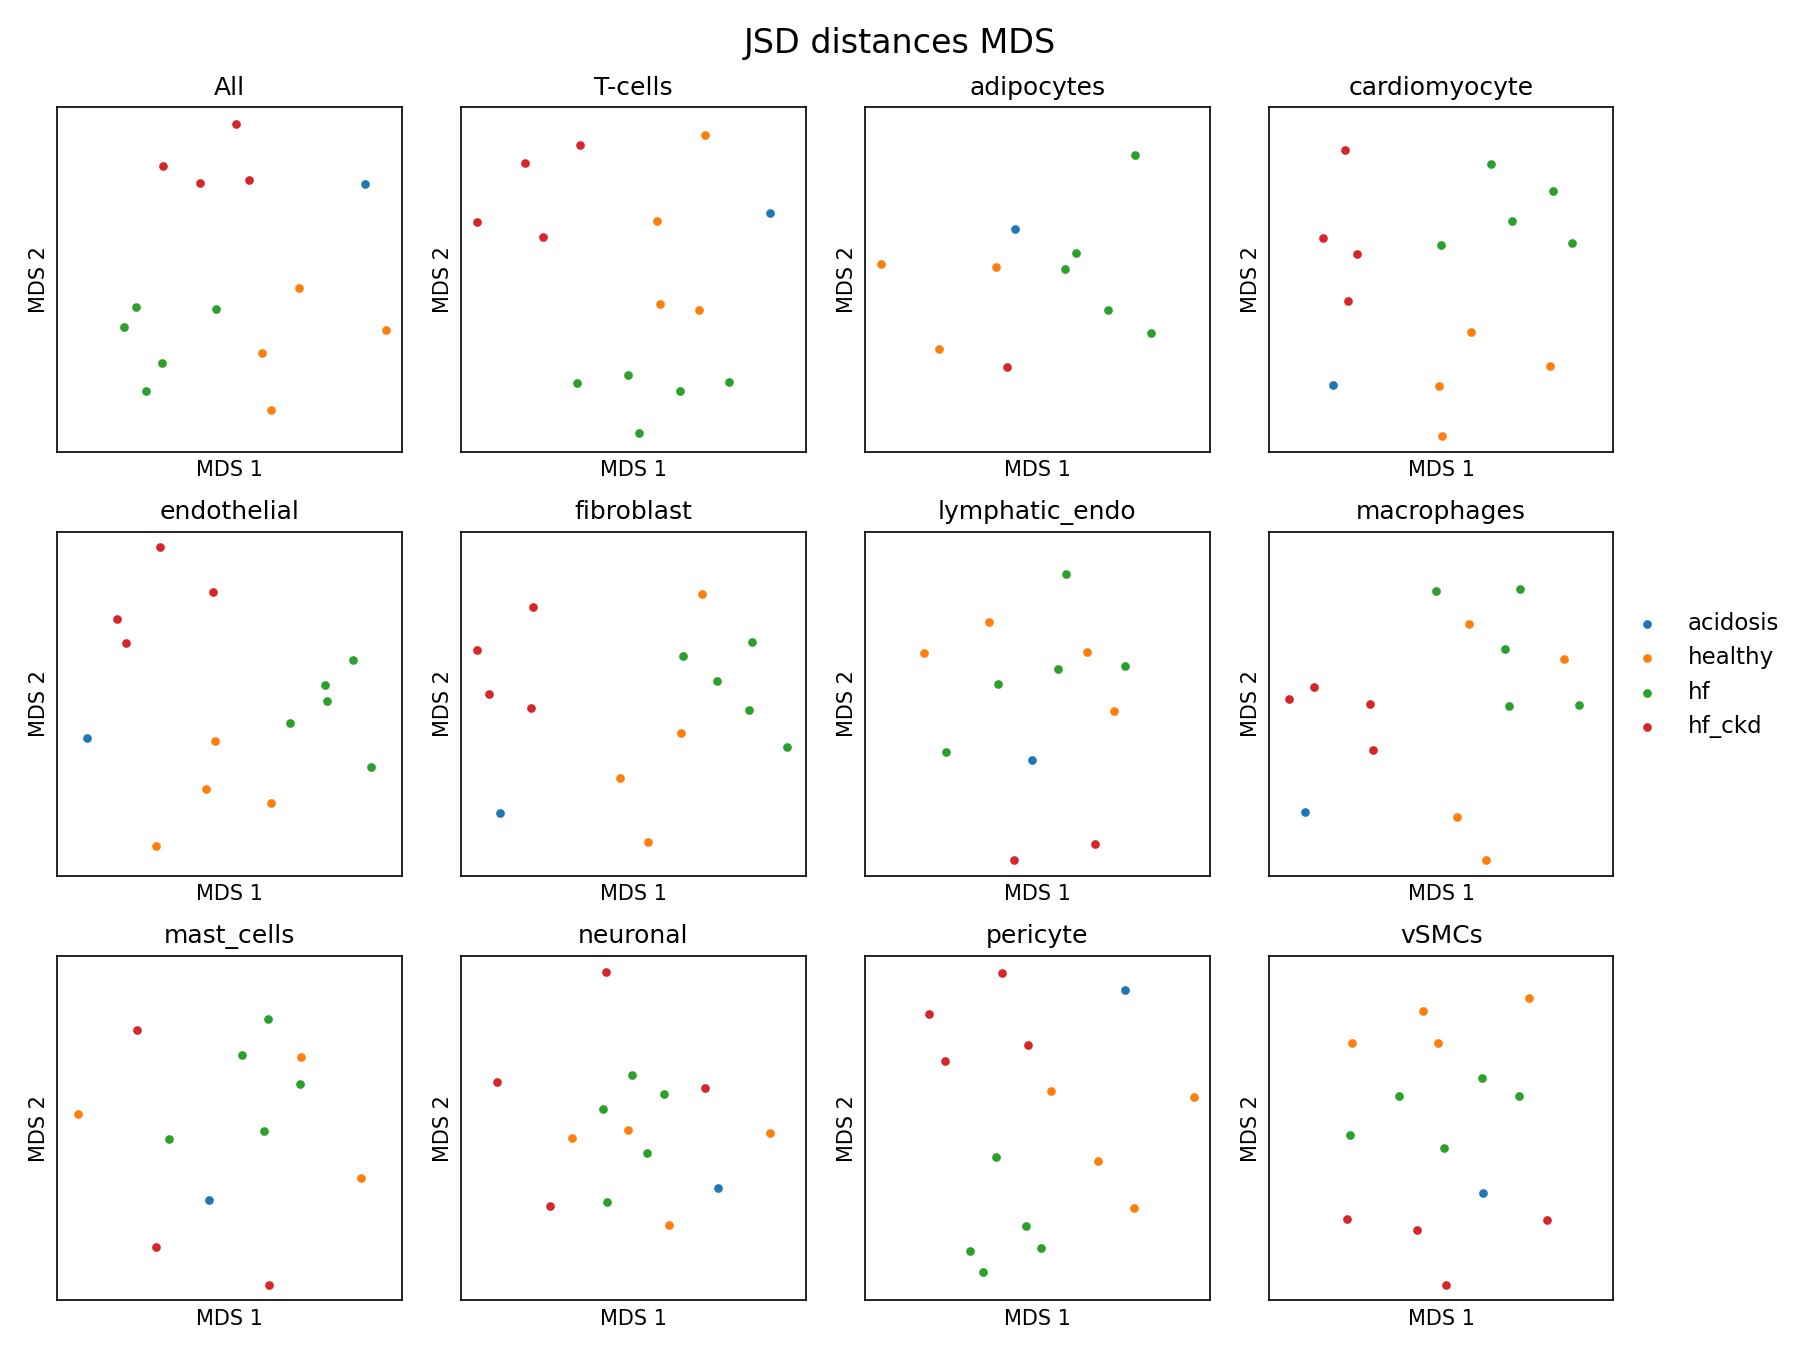 JSD distances MDS
All
T-cells
adipocytes
cardiomyocyte
MDS 2
MDS 2
MDS 2
MDS 2
MDS 1
MDS 1
MDS 1
MDS 1
endothelial
fibroblast
lymphatic_endo
macrophages
MDS 2
MDS 2
MDS 2
MDS 2
MDS 1
MDS 1
MDS 1
MDS 1
acidosis
healthy
hf
hf_ckd
mast_cells
neuronal
pericyte
vSMCs
MDS 2
MDS 2
MDS 2
MDS 2
MDS 1
MDS 1
MDS 1
MDS 1